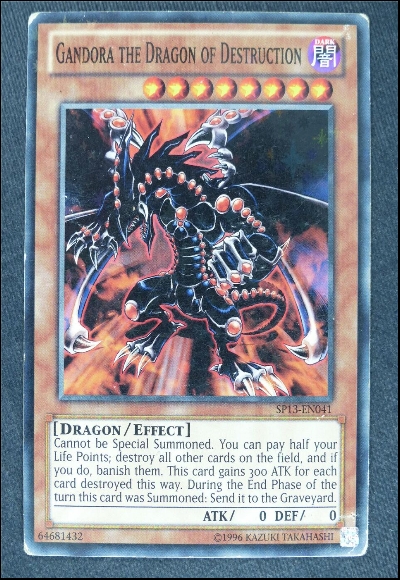 GANDORA THE DRAGON OF DESTRUCTION
DARK
闇
SP13-EN041
[DRAGON/EFFECT]
Cannot be Special Summoned. You can pay half your
Life Points; destroy all other cards on the field, and if
you do, banish them. This card gains 300 ATK for each
card destroyed this way. During the End Phase of the
turn this card was Summoned: Send it to the Graveyard.
ATK/ 0 DEF/ 0
64681432
©1996 KAZUKI TAKAHASHI